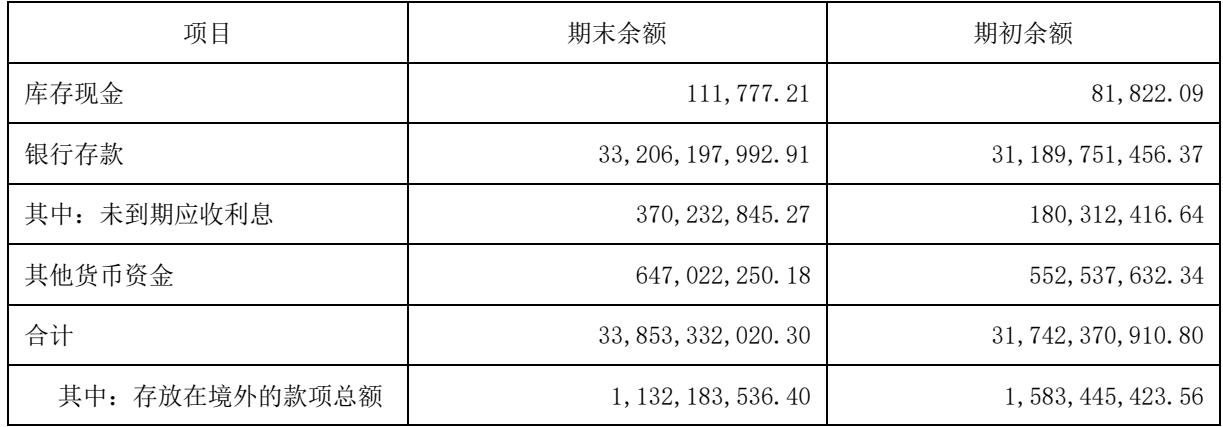 项目 期末余额 期初余额
库存现金 111,777.21 81,822.09
银行存款 33,206,197,992.91 31,189,751,456.37
其中：未到期应收利息 370,232,845.27 180,312,416.64
其他货币资金 647,022,250.18 552,537,632.34
合计 33,853,332,020.30 31,742,370,910.80
其中：存放在境外的款项总额 1,132,183,536.40 1,583,445,423.56